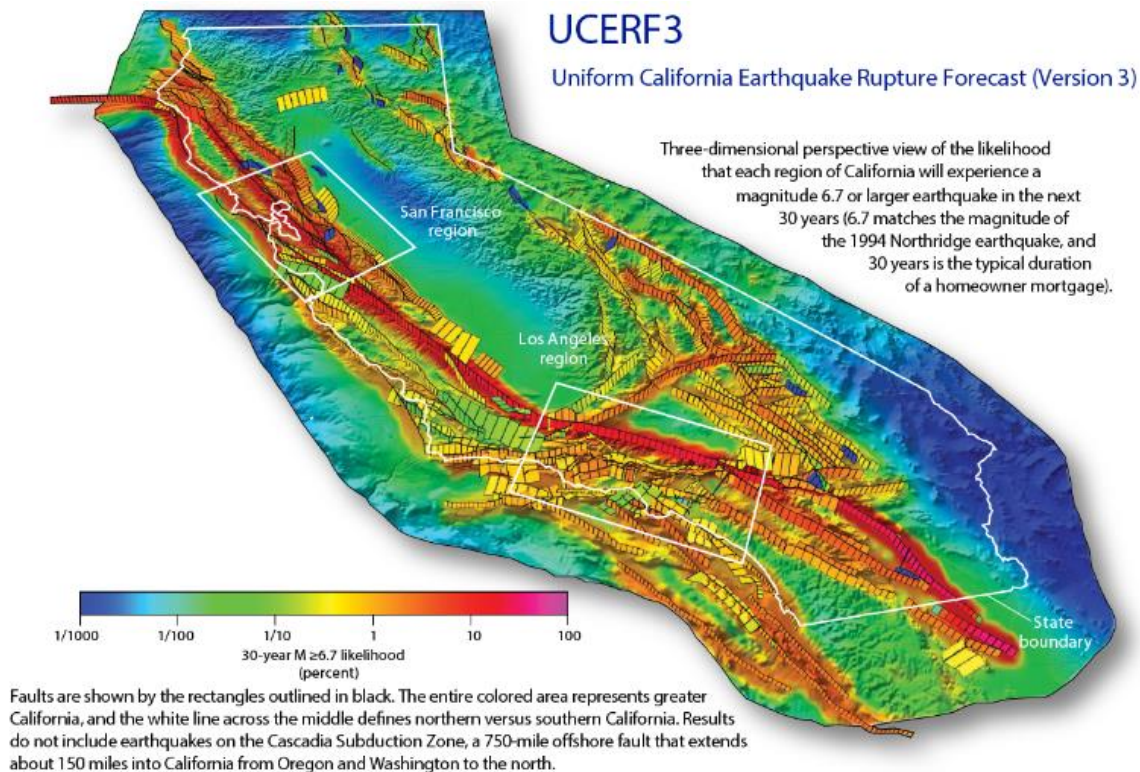 UCERF3
Uniform California Earthquake Rupture Forecast (Version 3)
Three-dimensional perspective view of the likelihood
that each region of California will experience a
magnitude 6.7 or larger earthquake in the next
30 years (6.7 matches the magnitude of
the 1994 Northridge earthquake, and
30 years is the typical duration
of a homeowner mortgage).
San Francisco
region
Los Angeles
region
State
boundary
1/1000 1/100 1/10 1 10 100
30-year M ≥6.7 likelihood
(percent)
Faults are shown by the rectangles outlined in black. The entire colored area represents greater
California, and the white line across the middle defines northern versus southern California. Results
do not include earthquakes on the Cascadia Subduction Zone, a 750-mile offshore fault that extends
about 150 miles into California from Oregon and Washington to the north.